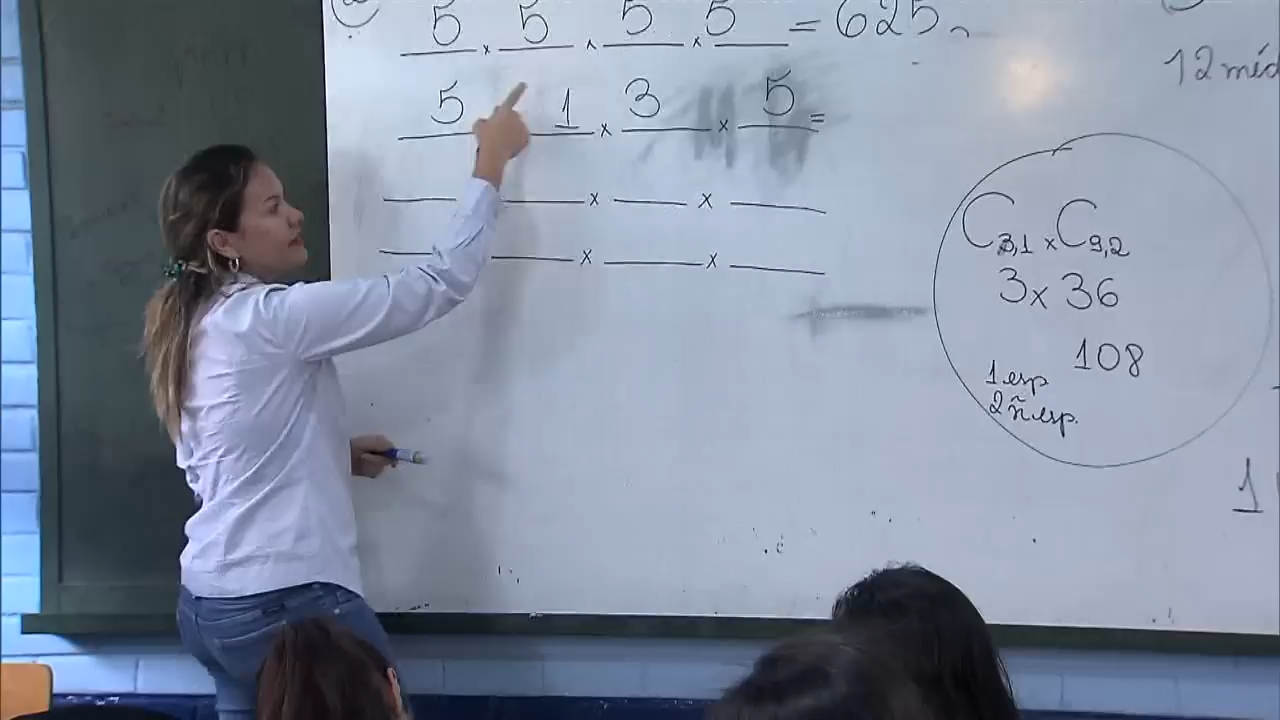 5 x 5 x 5 x 5 = 625
5 1 x 3 x 5 =
x x
x x
12 méd
C3,1 x C9,2
3 x 36
108
1 esp
2 ñ esp.
1